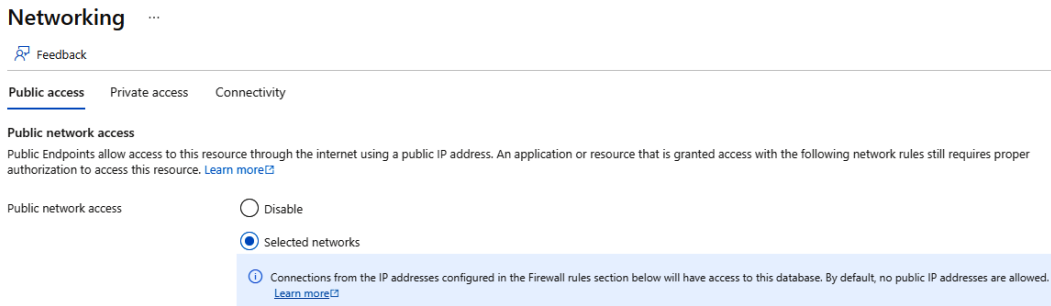 Networking ...
Feedback
Public access Private access Connectivity
Public network access
Public Endpoints allow access to this resource through the internet using a public IP address. An application or resource that is granted access with the following network rules still requires proper
authorization to access this resource. Learn more
Public network access
Disable
Selected networks
Connections from the IP addresses configured in the Firewall rules section below will have access to this database. By default, no public IP addresses are allowed.
Learn more